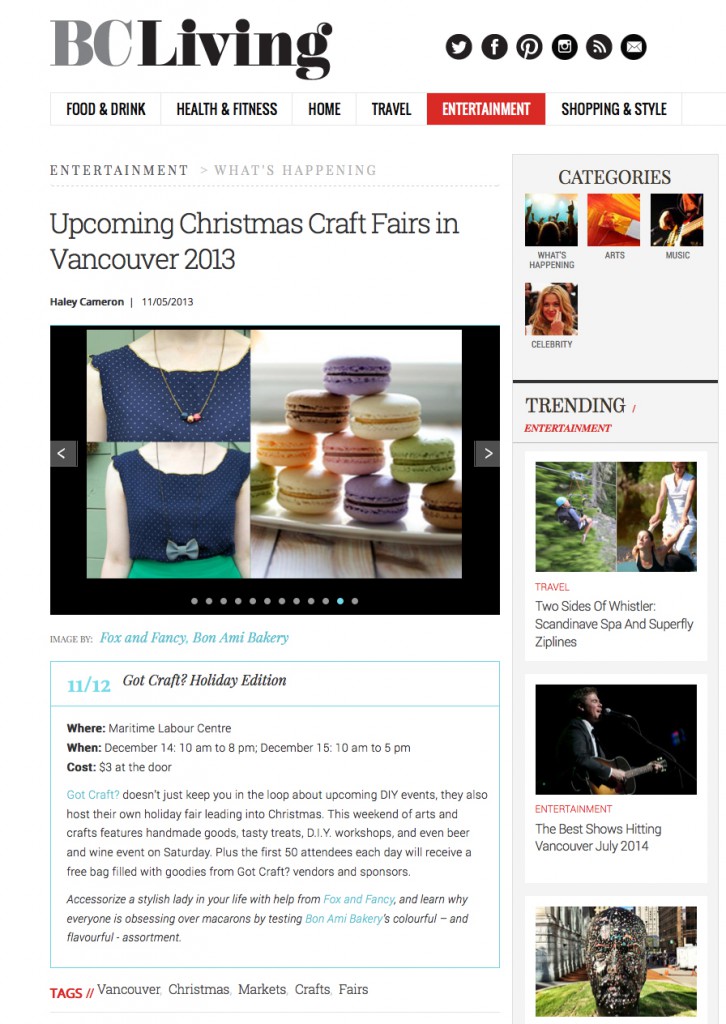 BCLiving
FOOD & DRINK
HEALTH & FITNESS
HOME
TRAVEL
ENTERTAINMENT
SHOPPING & STYLE
ENTERTAINMENT > WHAT'S HAPPENING
Upcoming Christmas Craft Fairs in
Vancouver 2013
Haley Cameron | 11/05/2013
< >
IMAGE BY: Fox and Fancy, Bon Ami Bakery
11/12 Got Craft? Holiday Edition
Where: Maritime Labour Centre
When: December 14: 10 am to 8 pm; December 15: 10 am to 5 pm
Cost: $3 at the door
Got Craft? doesn't just keep you in the loop about upcoming DIY events, they also
host their own holiday fair leading into Christmas. This weekend of arts and
crafts features handmade goods, tasty treats, D.I.Y. workshops, and even beer
and wine event on Saturday. Plus the first 50 attendees each day will receive a
free bag filled with goodies from Got Craft? vendors and sponsors.
Accessorize a stylish lady in your life with help from Fox and Fancy, and learn why
everyone is obsessing over macarons by testing Bon Ami Bakery's colourful – and
flavourful - assortment.
TAGS // Vancouver, Christmas, Markets, Crafts, Fairs
CATEGORIES
WHAT'S
HAPPENING
ARTS
MUSIC
CELEBRITY
TRENDING /
ENTERTAINMENT
TRAVEL
Two Sides Of Whistler:
Scandinave Spa And Superfly
Ziplines
ENTERTAINMENT
The Best Shows Hitting
Vancouver July 2014